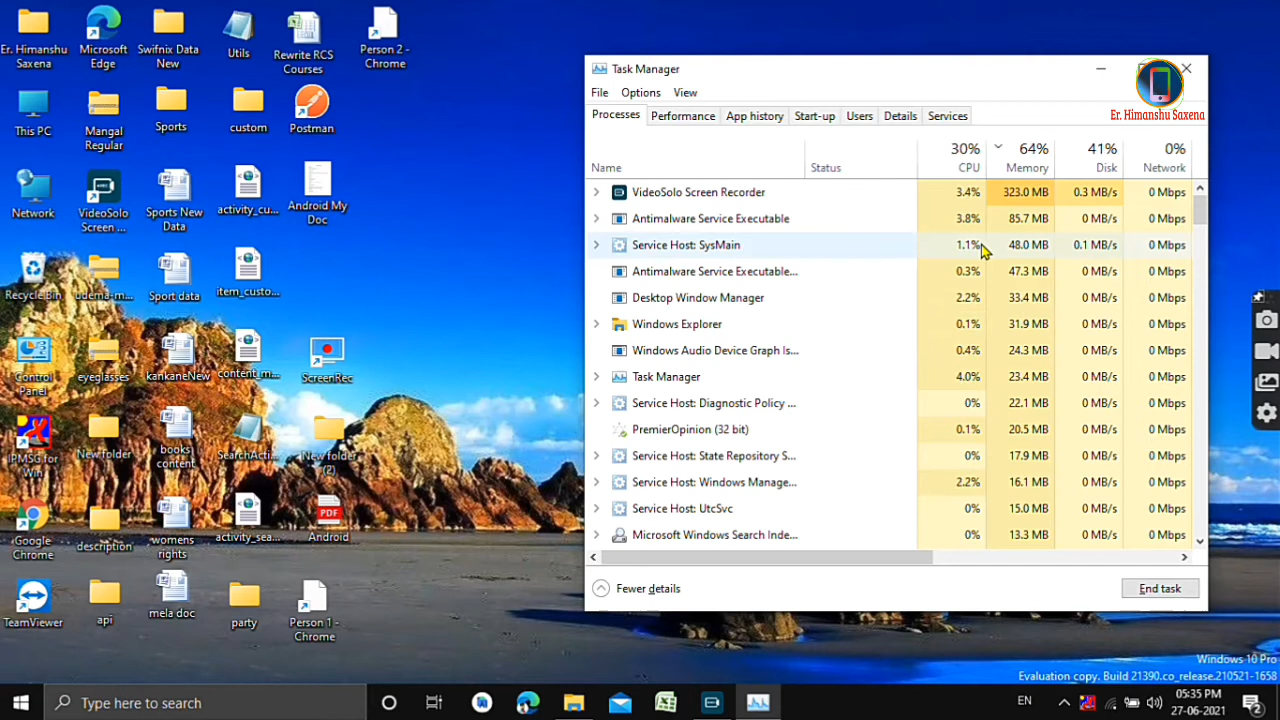 Er. Himanshu
Saxena
Microsoft
Edge
Swifnix Data
New
Utils
Rewrite RCS
Courses
Person 2 -
Chrome
This PC
Mangal
Regular
Sports
custom
Postman
Network
VideoSolo
Screen ...
Sports New
Data
activity_cu...
Android My
Doc
Recycle Bin
udema-m...
Sport data
item_custo...
Control
Panel
eyeglasses
kankaneNew
content_m...
ScreenRec
IPMSG for
Win
New folder
books
content
SearchActi...
New folder
(2)
Google
Chrome
description
womens
rights
activity_sea...
PDF
Android
TeamViewer
api
mela doc
party
Person 1 -
Chrome
Task Manager
Er. Himanshu Saxena
File Options View
Processes Performance App history Start-up Users Details Services
30% 64% 41% 0%
Name Status CPU Memory Disk Network
VideoSolo Screen Recorder 3.4% 323.0 MB 0.3 MB/s 0 Mbps
Antimalware Service Executable 3.8% 85.7 MB 0 MB/s 0 Mbps
Service Host: SysMain 1.1% 48.0 MB 0.1 MB/s 0 Mbps
Antimalware Service Executable... 0.3% 47.3 MB 0 MB/s 0 Mbps
Desktop Window Manager 2.2% 33.4 MB 0 MB/s 0 Mbps
Windows Explorer 0.1% 31.9 MB 0 MB/s 0 Mbps
Windows Audio Device Graph Is... 0.4% 24.3 MB 0 MB/s 0 Mbps
Task Manager 4.0% 23.4 MB 0 MB/s 0 Mbps
Service Host: Diagnostic Policy ... 0% 22.1 MB 0 MB/s 0 Mbps
PremierOpinion (32 bit) 0.1% 20.5 MB 0 MB/s 0 Mbps
Service Host: State Repository S... 0% 17.9 MB 0 MB/s 0 Mbps
Service Host: Windows Manage... 2.2% 16.1 MB 0 MB/s 0 Mbps
Service Host: UtcSvc 0% 15.0 MB 0 MB/s 0 Mbps
Microsoft Windows Search Inde... 0% 13.3 MB 0 MB/s 0 Mbps
Fewer details End task
Windows 10 Pro
Evaluation copy. Build 21390.co_release.210521-1658
Type here to search
EN
05:35 PM
27-06-2021
2